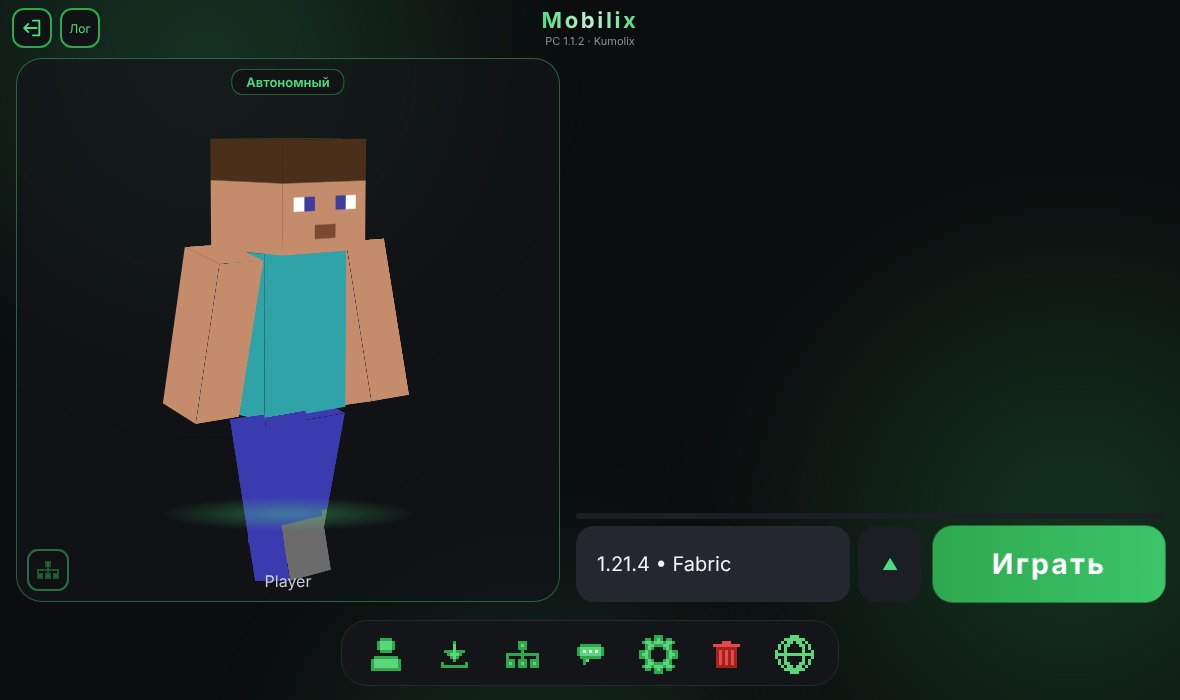 Лог
Mobilix
PC 1.1.2 · Kumolix
Автономный
Player
1.21.4 • Fabric
Играть